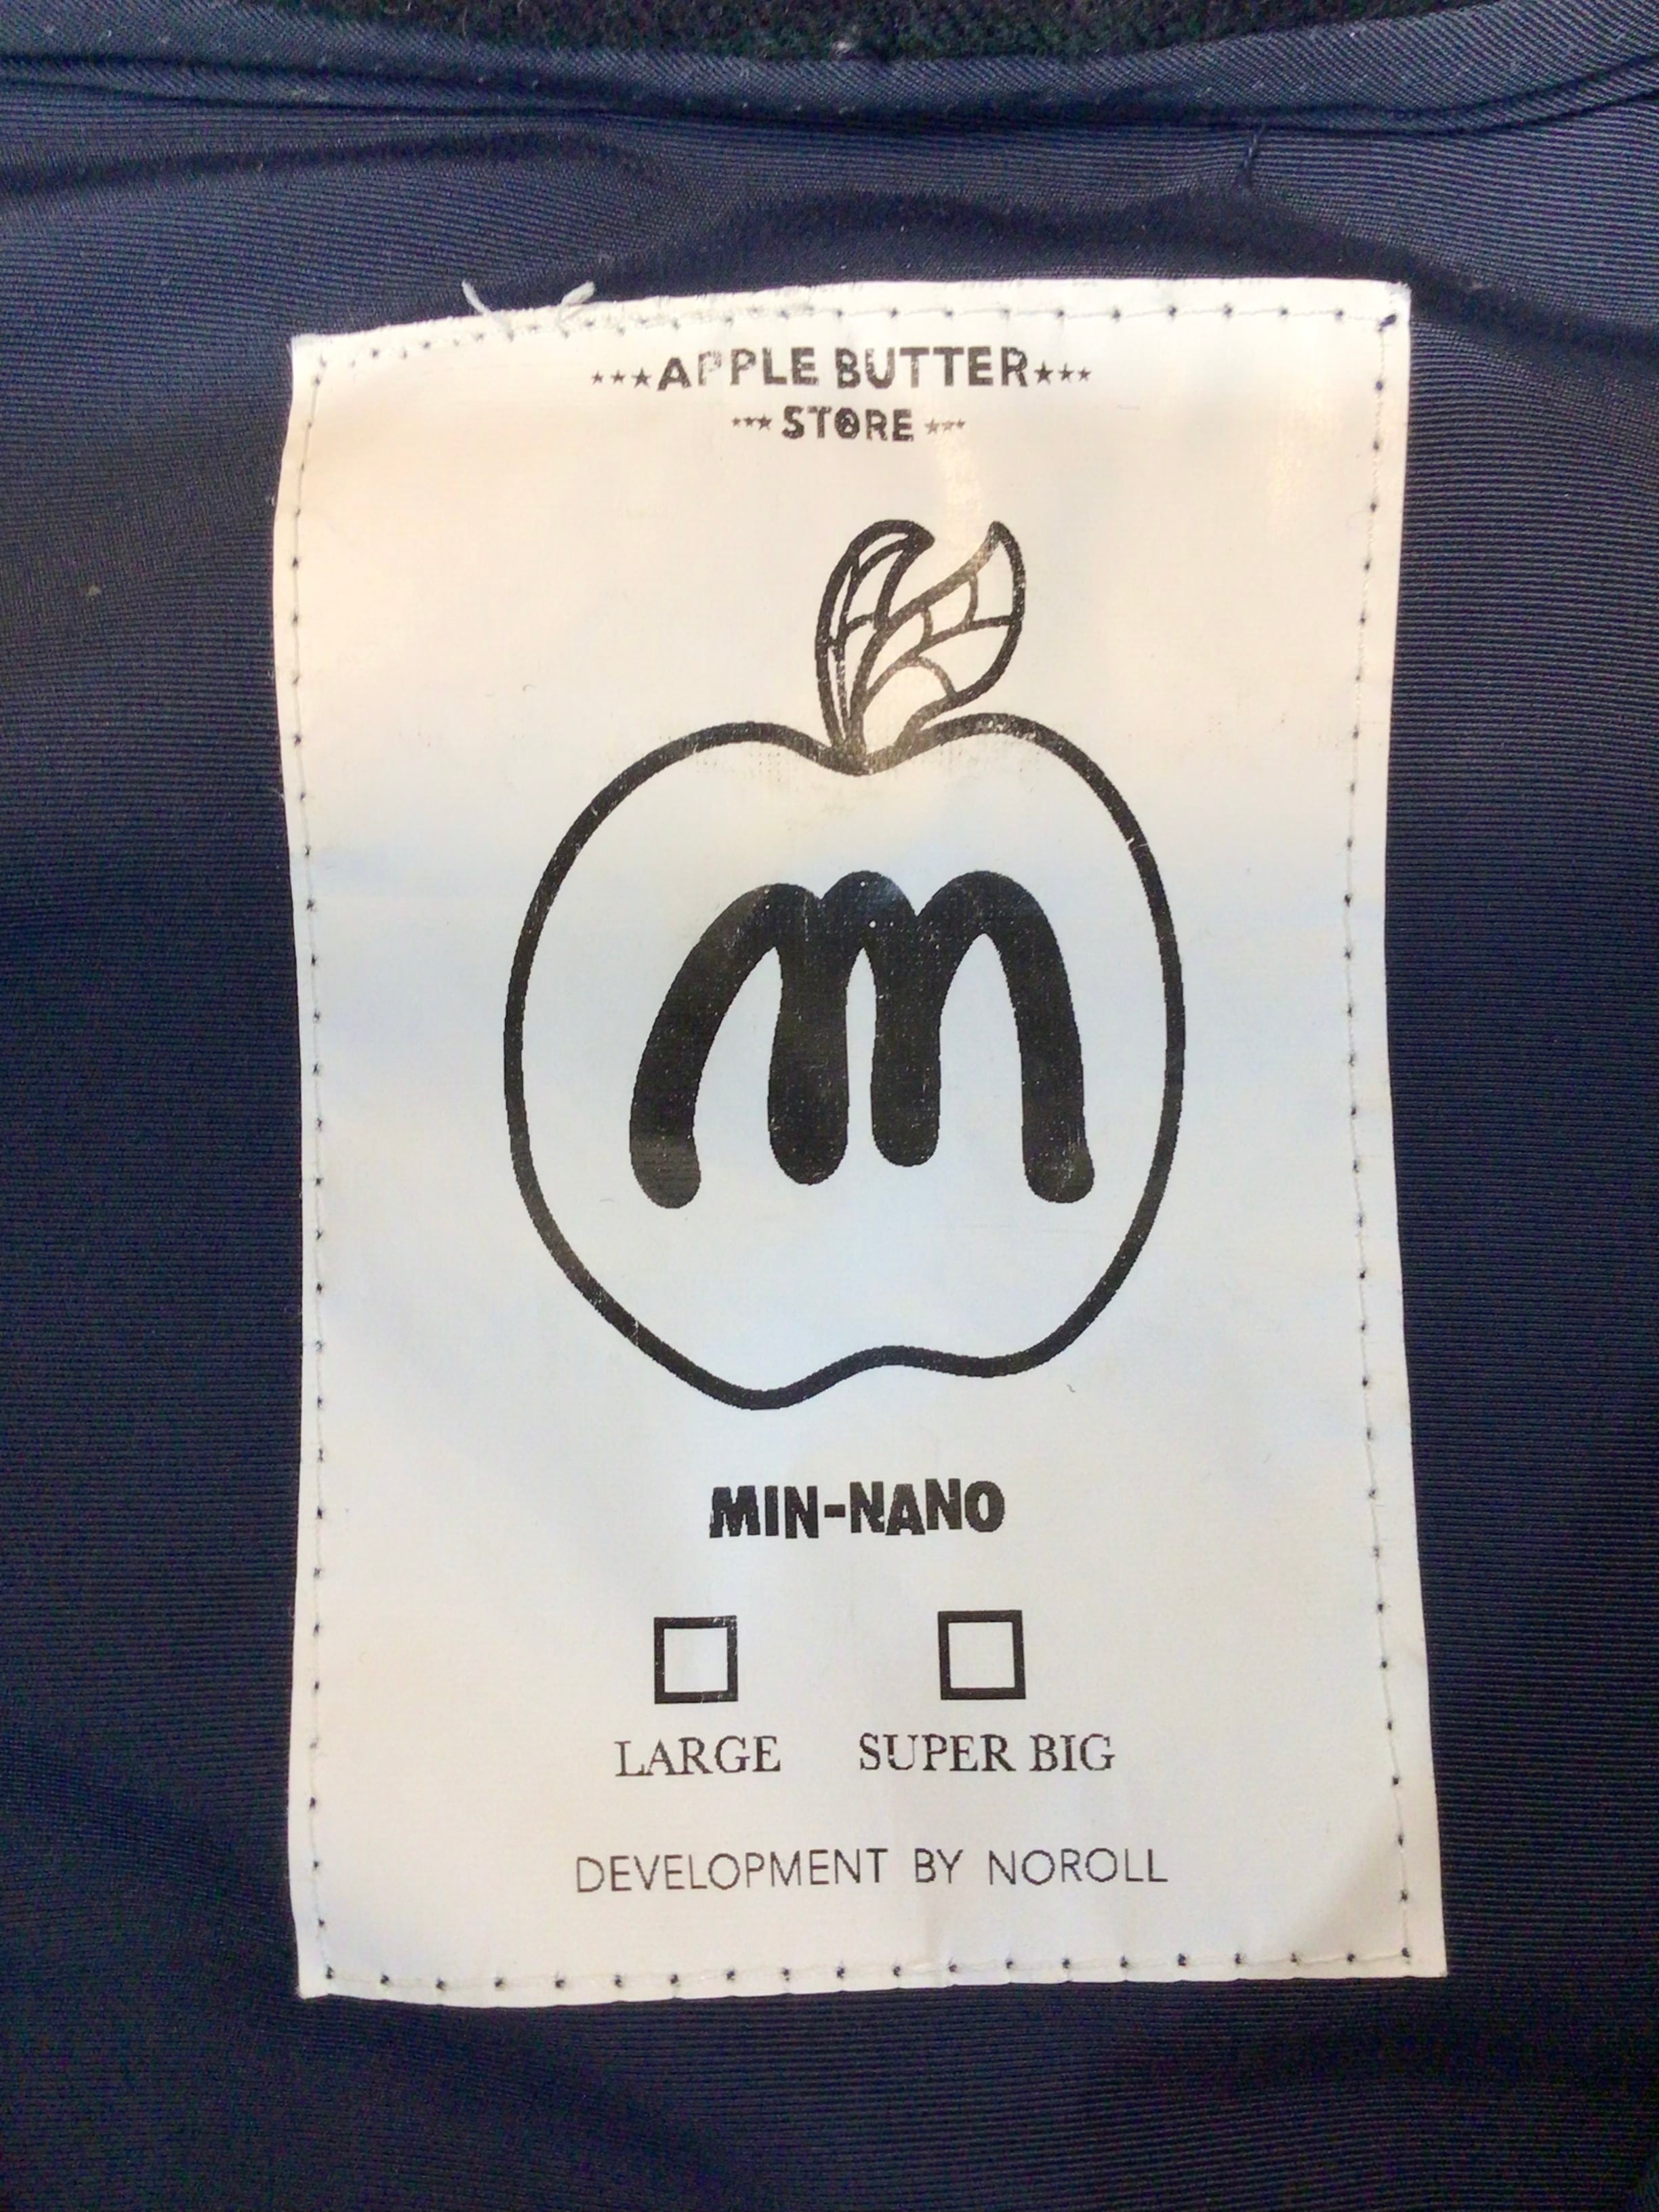 ***APPLE BUTTER***
***STORE***
m
MIN-NANO
LARGE SUPER BIG
DEVELOPMENT BY NOROLL